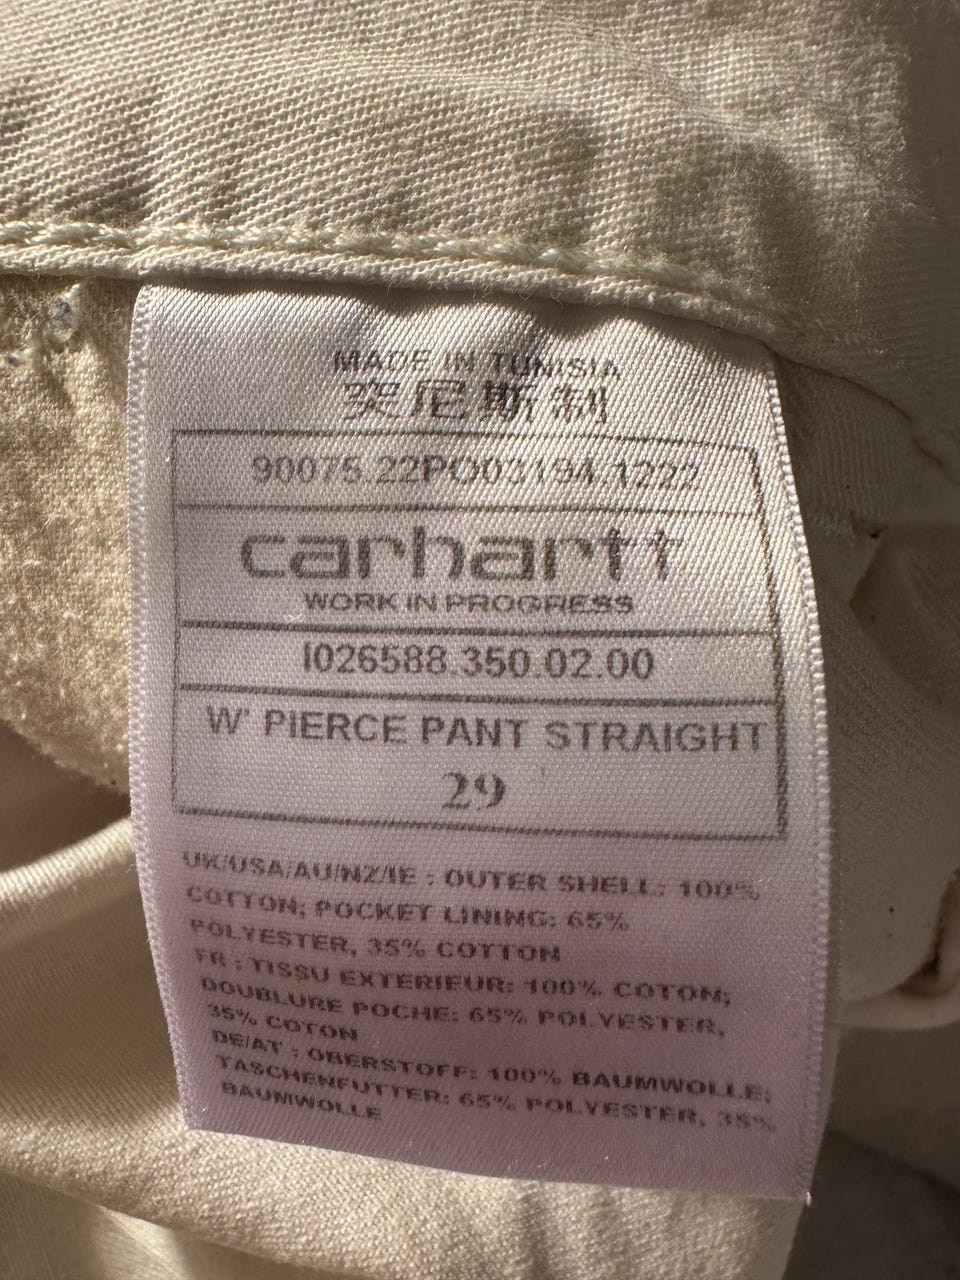 MADE IN TUNISIA
突尼斯制
90075.22PO03194.1222
carhartt
WORK IN PROGRESS
I026588.350.02.00
W' PIERCE PANT STRAIGHT
29
UK/USA/AU/NZ/IE : OUTER SHELL: 100%
COTTON; POCKET LINING: 65%
POLYESTER, 35% COTTON
FR : TISSU EXTERIEUR: 100% COTON;
DOUBLURE POCHE: 65% POLYESTER,
35% COTON
DE/AT : OBERSTOFF: 100% BAUMWOLLE;
TASCHENFUTTER: 65% POLYESTER, 35%
BAUMWOLLE